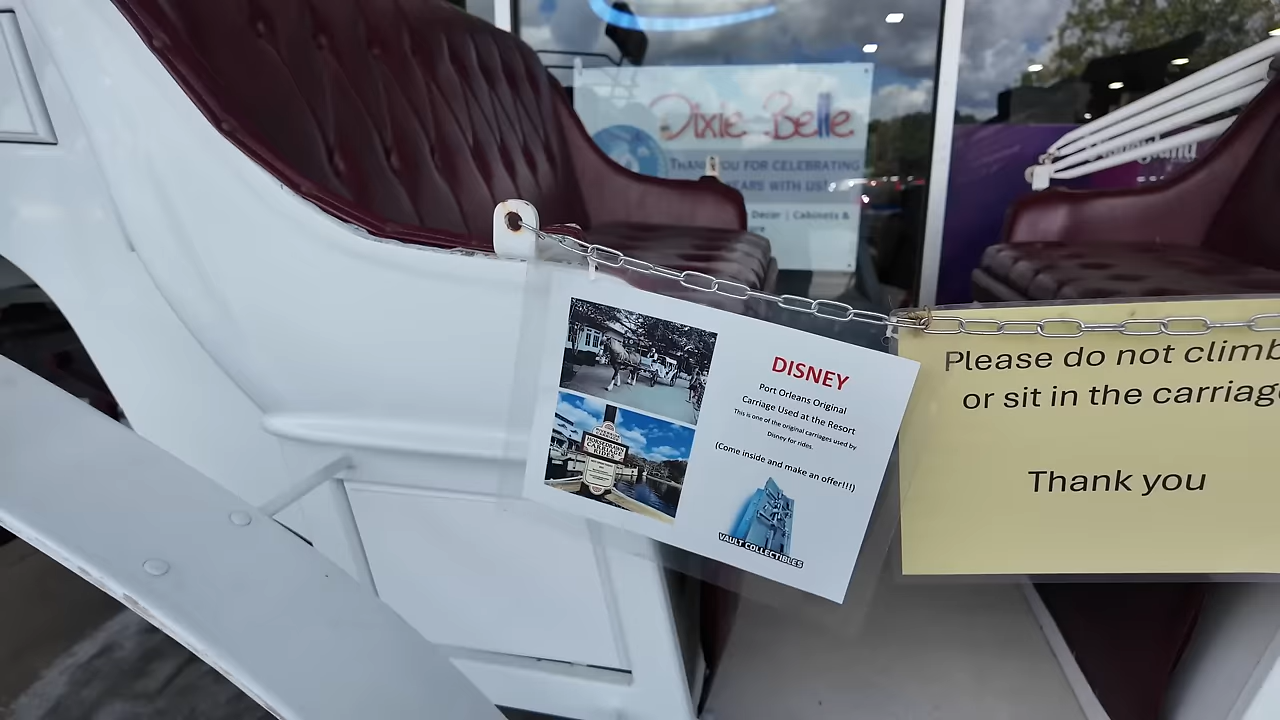 Dixie Belle
THANK YOU FOR CELEBRATING
YEARS WITH US!
Decor | Cabinets &
DISNEY
Port Orleans Original
Carriage Used at the Resort
This is one of the original carriages used by
Disney for rides.
(Come inside and make an offer!!!)
VAULT COLLECTIBLES
HORSEDRAWN
CARRIAGE
RIDES
Please do not climb
or sit in the carriage
Thank you